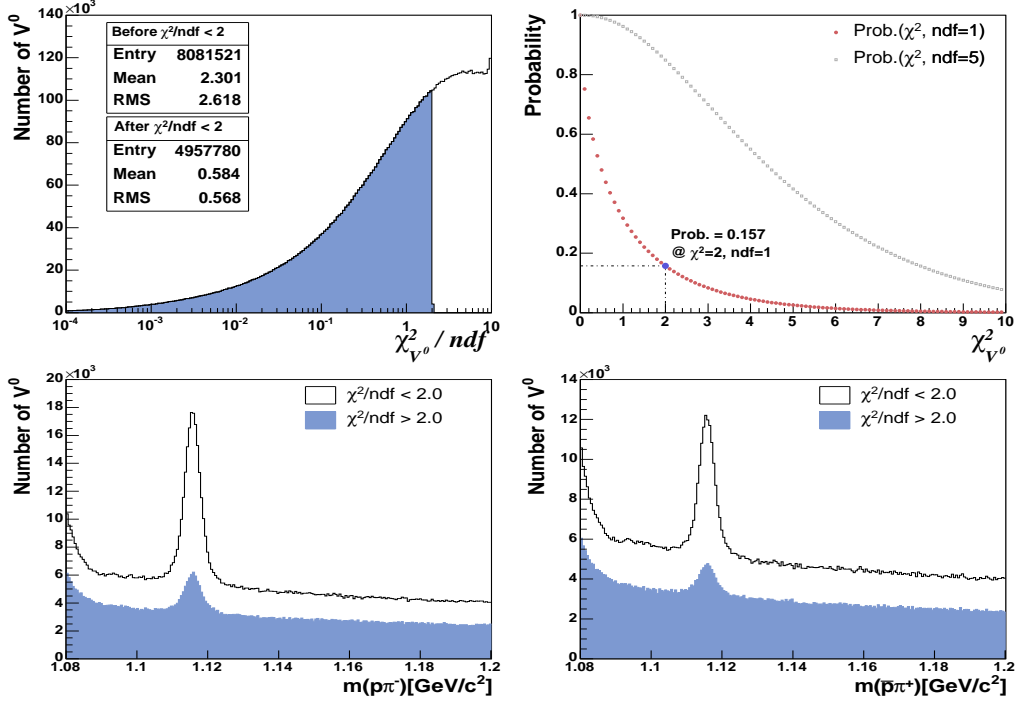 ×10³
140
120
100
80
60
40
20
0
Number of V⁰
Before χ²/ndf < 2
Entry 8081521
Mean 2.301
RMS 2.618
After χ²/ndf < 2
Entry 4957780
Mean 0.584
RMS 0.568
10⁻⁴ 10⁻³ 10⁻² 10⁻¹ 1 10
χ²_V⁰ / ndf
1
0.8
0.6
0.4
0.2
0
Probability
Prob.(χ², ndf=1)
Prob.(χ², ndf=5)
Prob. = 0.157
@ χ²=2, ndf=1
0 1 2 3 4 5 6 7 8 9 10
χ²_V⁰
×10³
20
18
16
14
12
10
8
6
4
2
0
Number of V⁰
χ²/ndf < 2.0
χ²/ndf > 2.0
1.08 1.1 1.12 1.14 1.16 1.18 1.2
m(pπ⁻)[GeV/c²]
×10³
14
12
10
8
6
4
2
0
Number of V⁰
χ²/ndf < 2.0
χ²/ndf > 2.0
1.08 1.1 1.12 1.14 1.16 1.18 1.2
m(p̅π⁺)[GeV/c²]